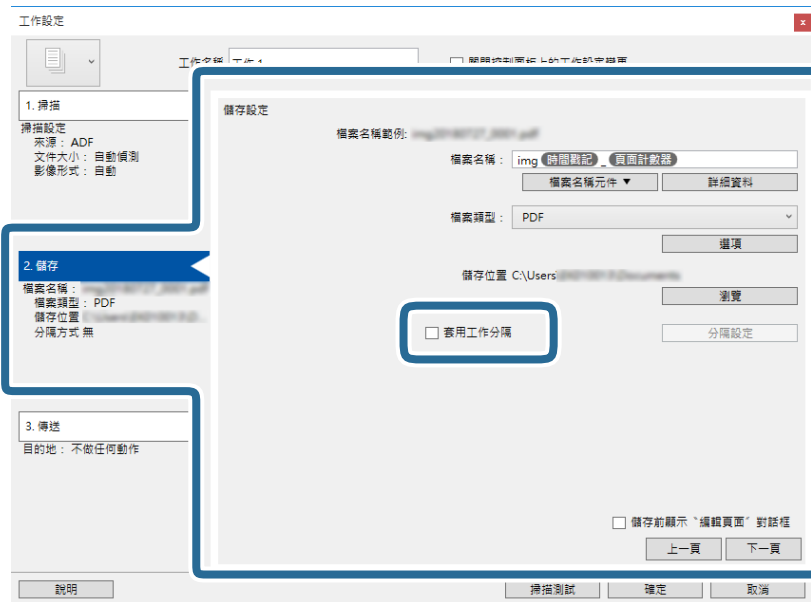 工作設定
工作名稱 工作 1
1. 掃描
掃描設定
來源： ADF
文件大小： 自動偵測
影像形式： 自動
2. 儲存
檔案名稱：
檔案類型： PDF
儲存位置
分隔方式 無
3. 傳送
目的地： 不做任何動作
儲存設定
檔案名稱範例:
檔案名稱： img 時間戳記 _ 頁面計數器
檔案名稱元件 ▼ 詳細資料
檔案類型： PDF
選項
儲存位置 C:\Users
瀏覽
套用工作分隔 分隔設定
儲存前顯示〝編輯頁面〞對話框
上一頁 下一頁
說明 掃描測試 確定 取消